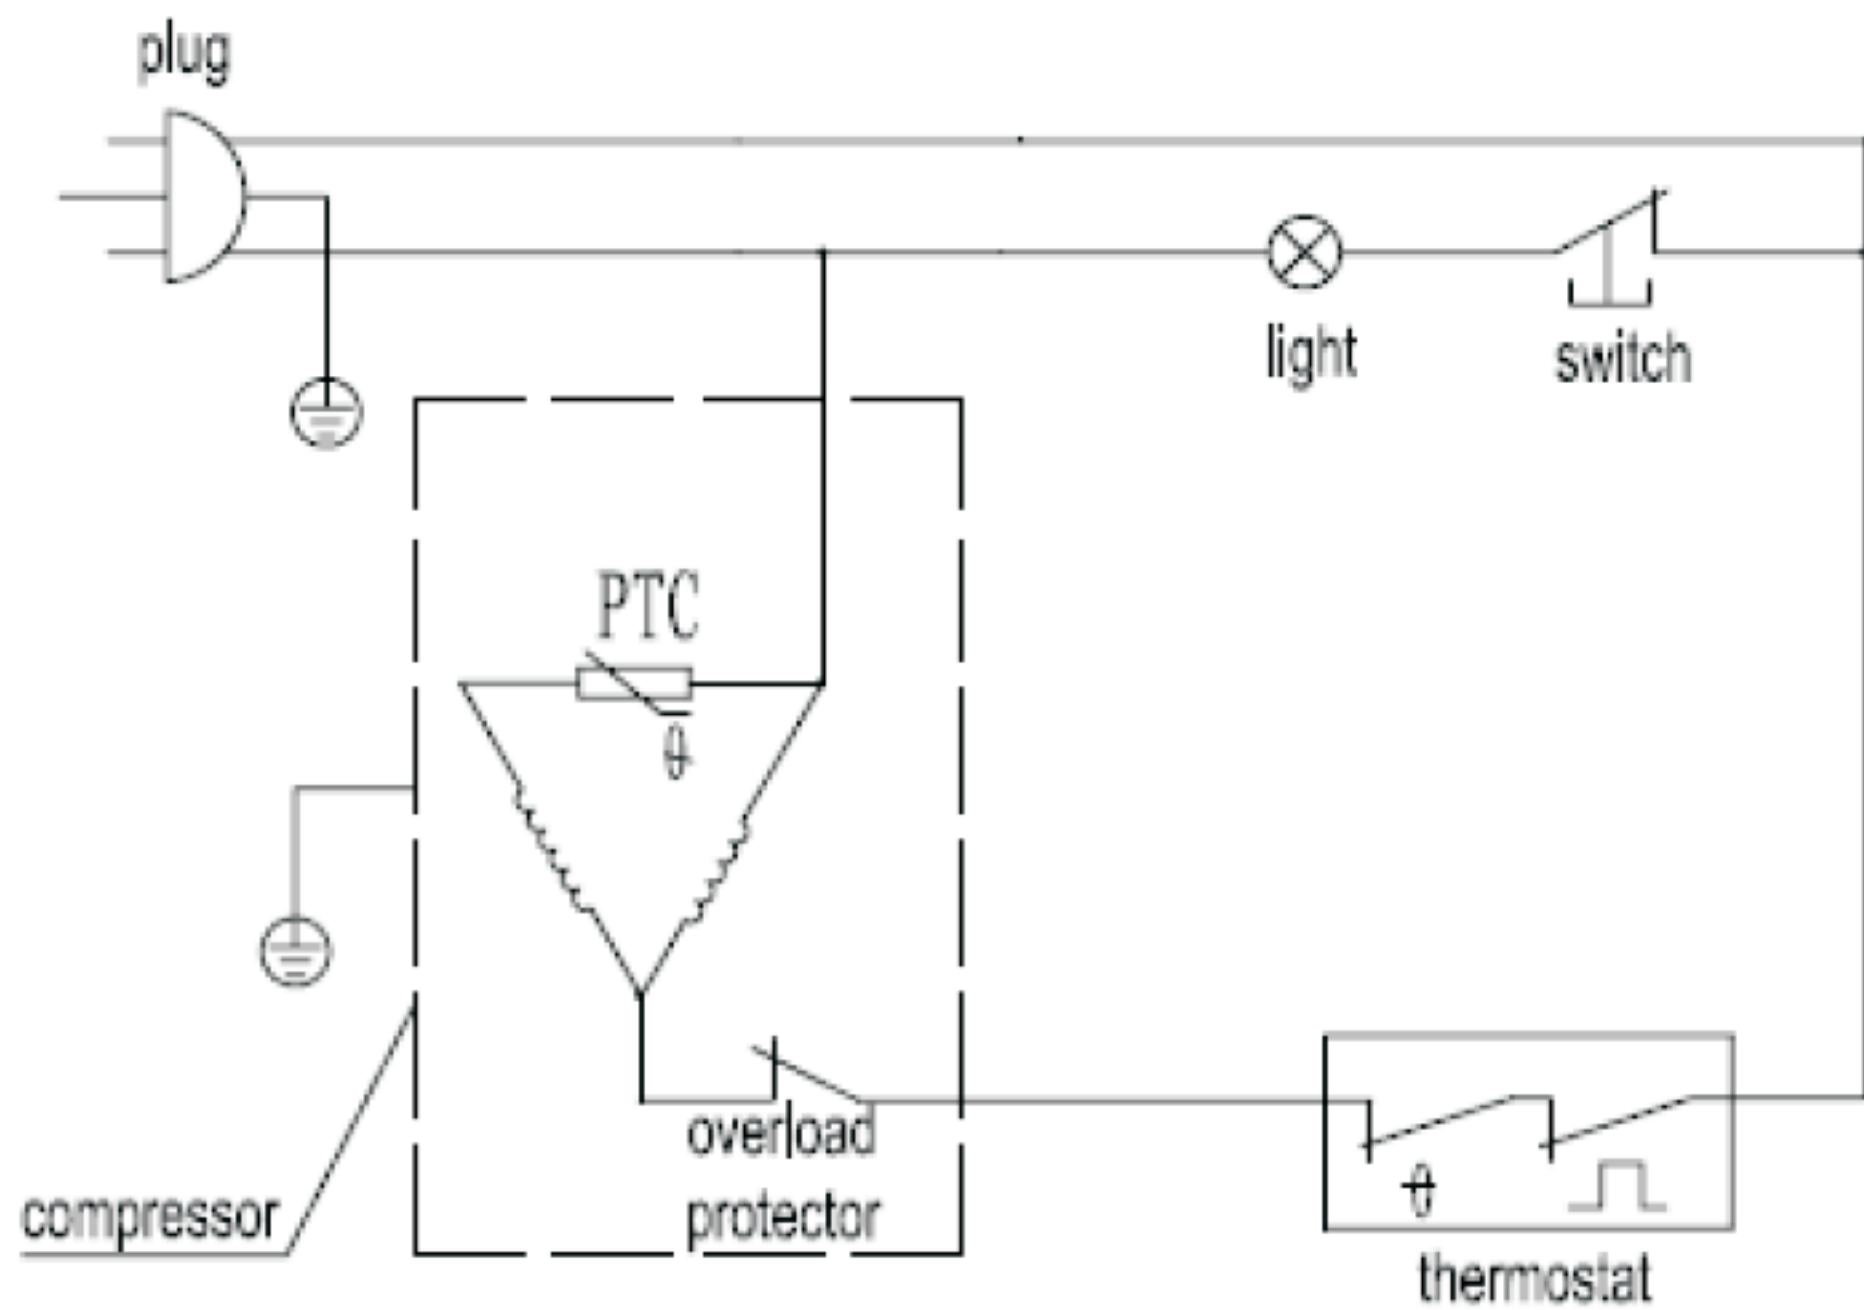 plug
light
switch
PTC
θ
overload
protector
compressor
θ
thermostat